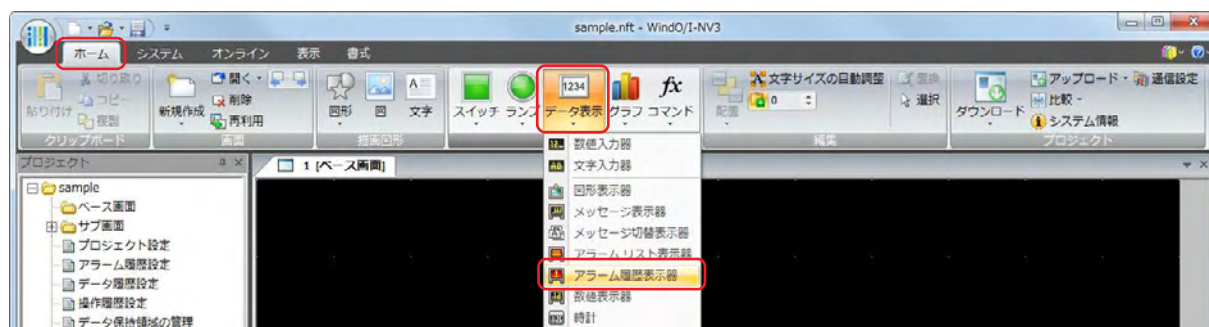 sample.nft - WindO/I-NV3
ホーム システム オンライン 表示 書式
切り取り
コピー
複製
貼り付け
クリップボード
新規作成
開く
削除
再利用
画面
図形 図 文字
描画図形
スイッチ ランプ データ表示 グラフ コマンド
1234
fx
配置
文字サイズの自動調整
0
置換
選択
編集
ダウンロード
アップロード
比較
システム情報
通信設定
プロジェクト
プロジェクト
sample
ベース画面
サブ画面
プロジェクト設定
アラーム履歴設定
データ履歴設定
操作履歴設定
データ保持領域の管理
1 [ベース画面]
数値入力器
文字入力器
図形表示器
メッセージ表示器
メッセージ切替表示器
アラーム リスト表示器
アラーム履歴表示器
数値表示器
時計